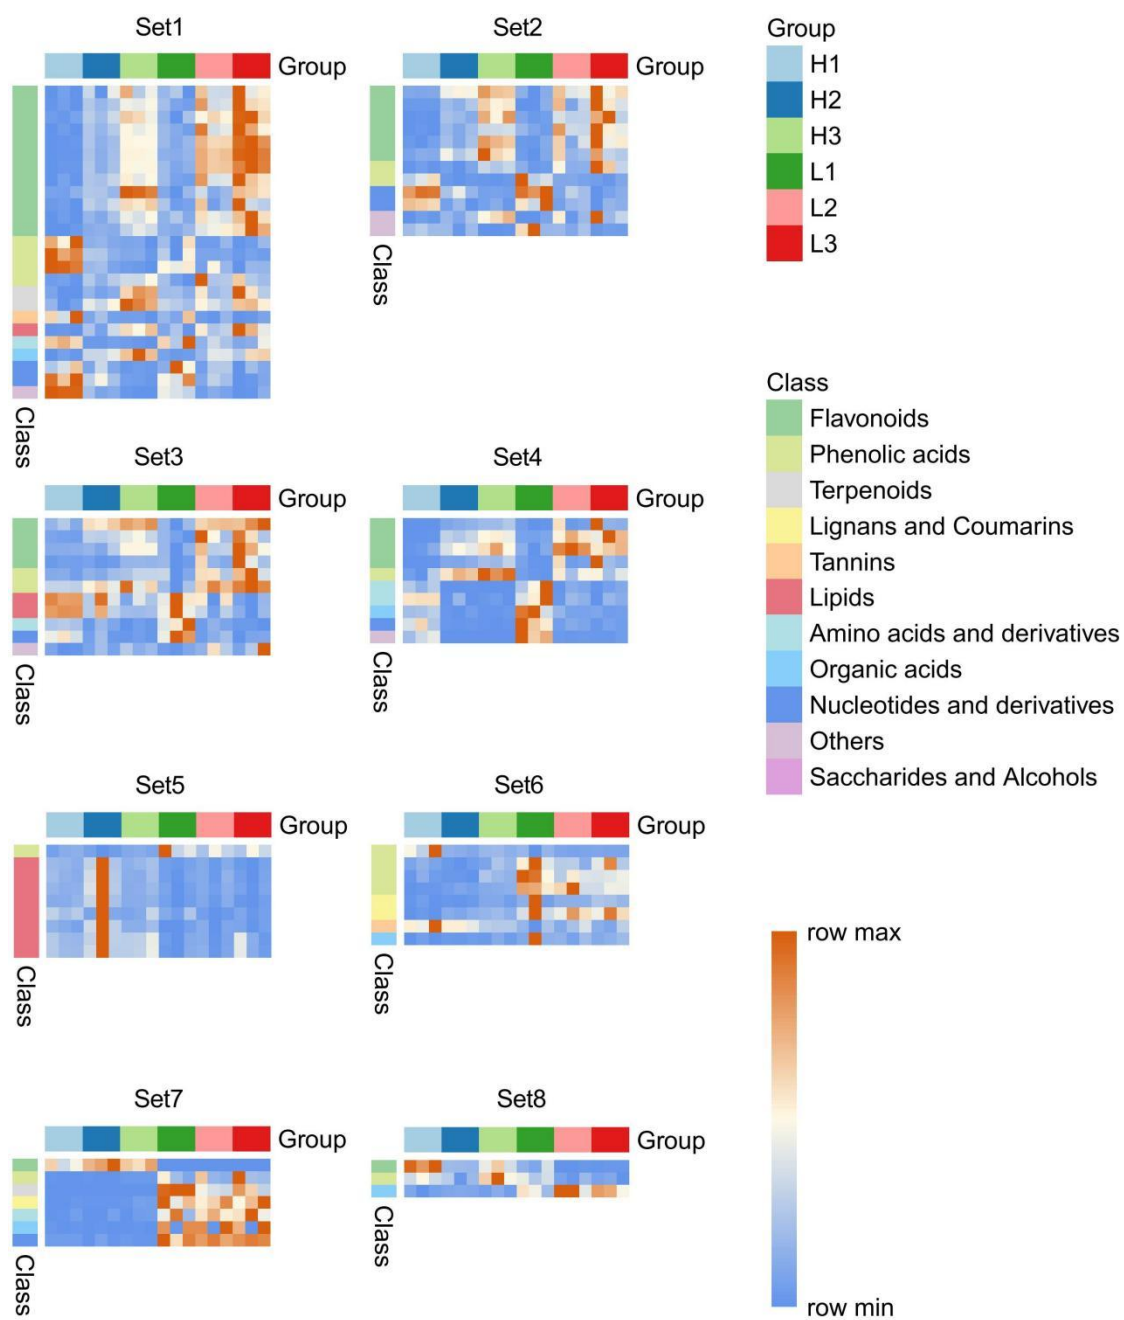 Set1
Group
Class
Set2
Group
Class
Set3
Group
Class
Set4
Group
Class
Set5
Group
Class
Set6
Group
Class
Set7
Group
Class
Set8
Group
Class
Group
H1
H2
H3
L1
L2
L3
Class
Flavonoids
Phenolic acids
Terpenoids
Lignans and Coumarins
Tannins
Lipids
Amino acids and derivatives
Organic acids
Nucleotides and derivatives
Others
Saccharides and Alcohols
row max
row min